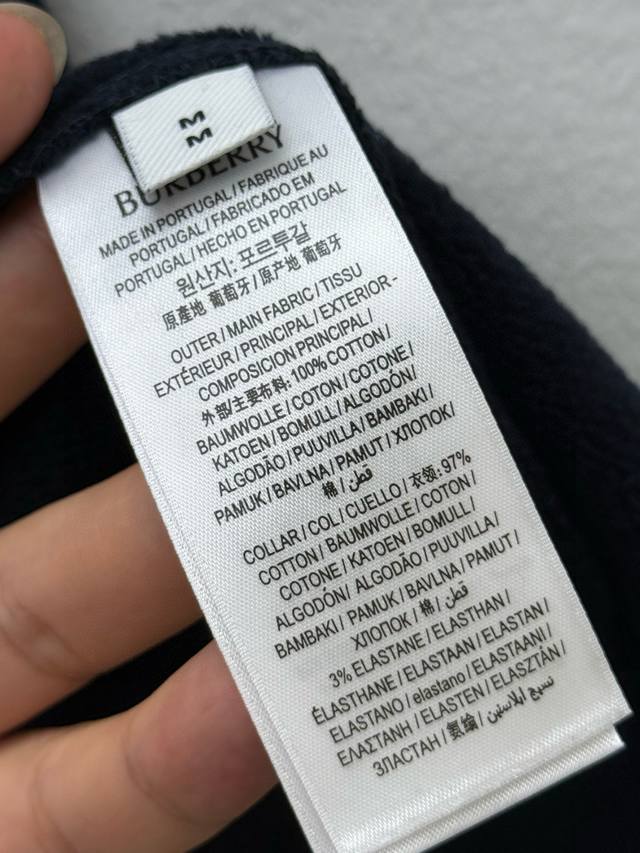 M
M
BURBERRY
MADE IN PORTUGAL / FABRIQUE AU
PORTUGAL / FABRICADO EM
PORTUGAL / HECHO EN PORTUGAL
원산지: 포르투갈
原產地 葡萄牙 / 原产地 葡萄牙
OUTER / MAIN FABRIC / TISSU
EXTÉRIEUR / PRINCIPAL / EXTERIOR -
COMPOSICION PRINCIPAL /
外部/主要布料: 100% COTTON /
BAUMWOLLE / COTON / COTONE /
KATOEN / BOMULL / ALGODÓN /
ALGODÃO / PUUVILLA / BAMBAKI /
PAMUK / BAVLNA / PAMUT / ХЛОПОК /
棉 / قطن /
COLLAR / COL / CUELLO / 衣领: 97%
COTTON / BAUMWOLLE / COTON /
COTONE / KATOEN / BOMULL /
ALGODÓN / ALGODÃO / PUUVILLA /
BAMBAKI / PAMUK / BAVLNA / PAMUT /
ХЛОПОК / 棉 / قطن /
3% ELASTANE / ELASTHAN /
ÉLASTHANE / ELASTAAN / ELASTAN /
ELASTANO / elastano / ELASTAANI /
ΕΛΑΣΤΑΝΗ / ELASTEN / ELASZTÁN /
ЭЛАСТАН / 氨纶 /